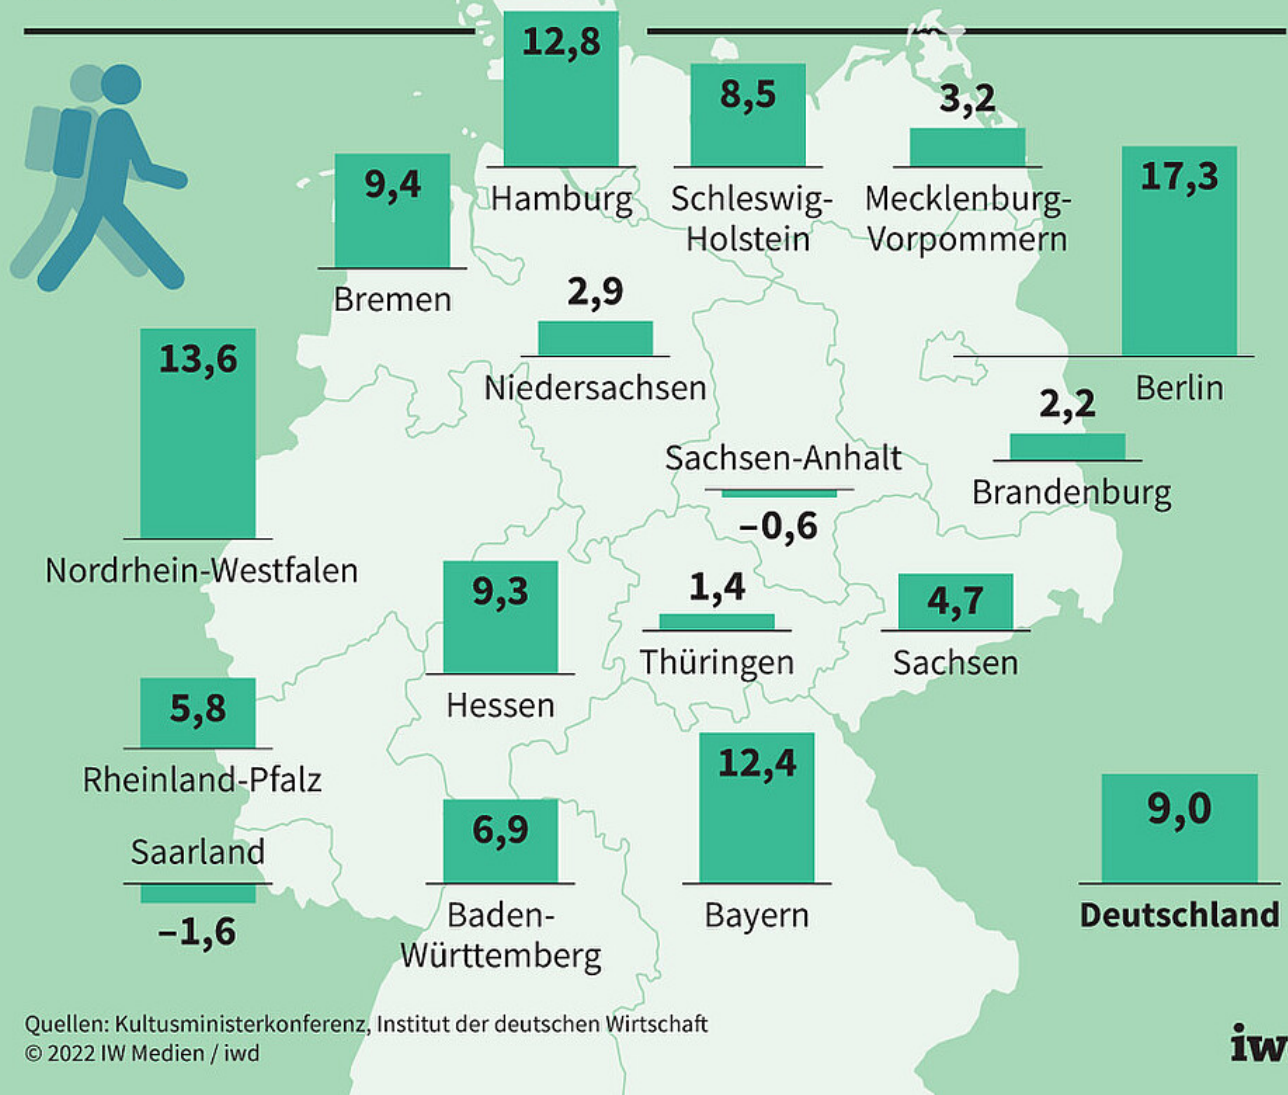 12,8
Hamburg
8,5
Schleswig-
Holstein
3,2
Mecklenburg-
Vorpommern
17,3
Berlin
9,4
Bremen
2,9
Niedersachsen
13,6
Nordrhein-Westfalen
2,2
Brandenburg
Sachsen-Anhalt
–0,6
9,3
Hessen
1,4
Thüringen
4,7
Sachsen
5,8
Rheinland-Pfalz
12,4
Bayern
Saarland
–1,6
6,9
Baden-
Württemberg
9,0
Deutschland
Quellen: Kultusministerkonferenz, Institut der deutschen Wirtschaft
© 2022 IW Medien / iwd
iw